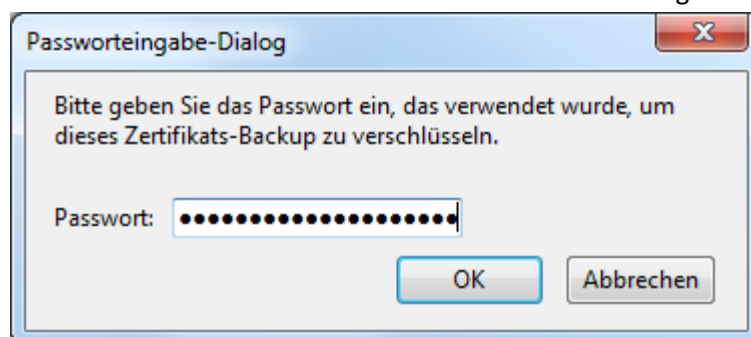 Passworteingabe-Dialog
Bitte geben Sie das Passwort ein, das verwendet wurde, um
dieses Zertifikats-Backup zu verschlüsseln.
Passwort: ●●●●●●●●●●●●●●●●●●●●●
OK Abbrechen